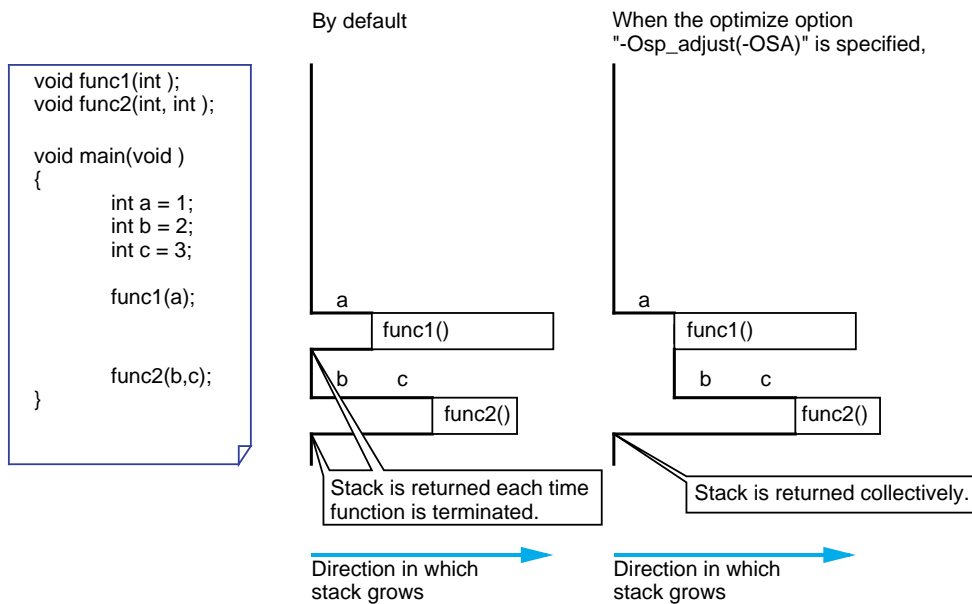 By default
When the optimize option
"-Osp_adjust(-OSA)" is specified,
void func1(int );
void func2(int, int );
void main(void )
{
int a = 1;
int b = 2;
int c = 3;
func1(a);
func2(b,c);
}
a
func1()
b c
func2()
Stack is returned each time
function is terminated.
Direction in which
stack grows
a
func1()
b c
func2()
Stack is returned collectively.
Direction in which
stack grows